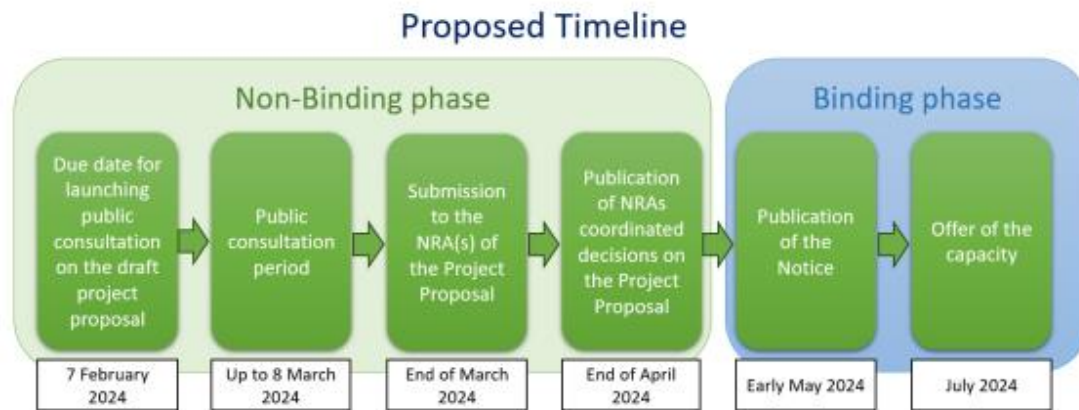 Proposed Timeline
Non-Binding phase
Binding phase
Due date for
launching
public
consultation
on the draft
project
proposal
Public
consultation
period
Submission
to the
NRA(s) of
the Project
Proposal
Publication
of NRAs
coordinated
decisions on
the Project
Proposal
Publication
of the
Notice
Offer of the
capacity
7 February
2024
Up to 8 March
2024
End of March
2024
End of April
2024
Early May 2024
July 2024